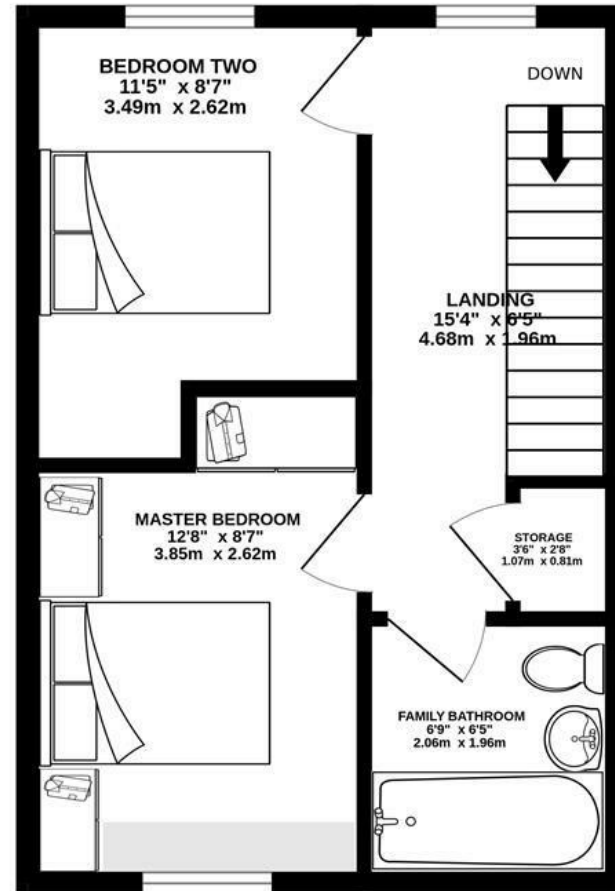 BEDROOM TWO
11'5" x 8'7"
3.49m x 2.62m
DOWN
LANDING
15'4" x 6'5"
4.68m x 1.96m
MASTER BEDROOM
12'8" x 8'7"
3.85m x 2.62m
STORAGE
3'6" x 2'8"
1.07m x 0.81m
FAMILY BATHROOM
6'9" x 6'5"
2.06m x 1.96m